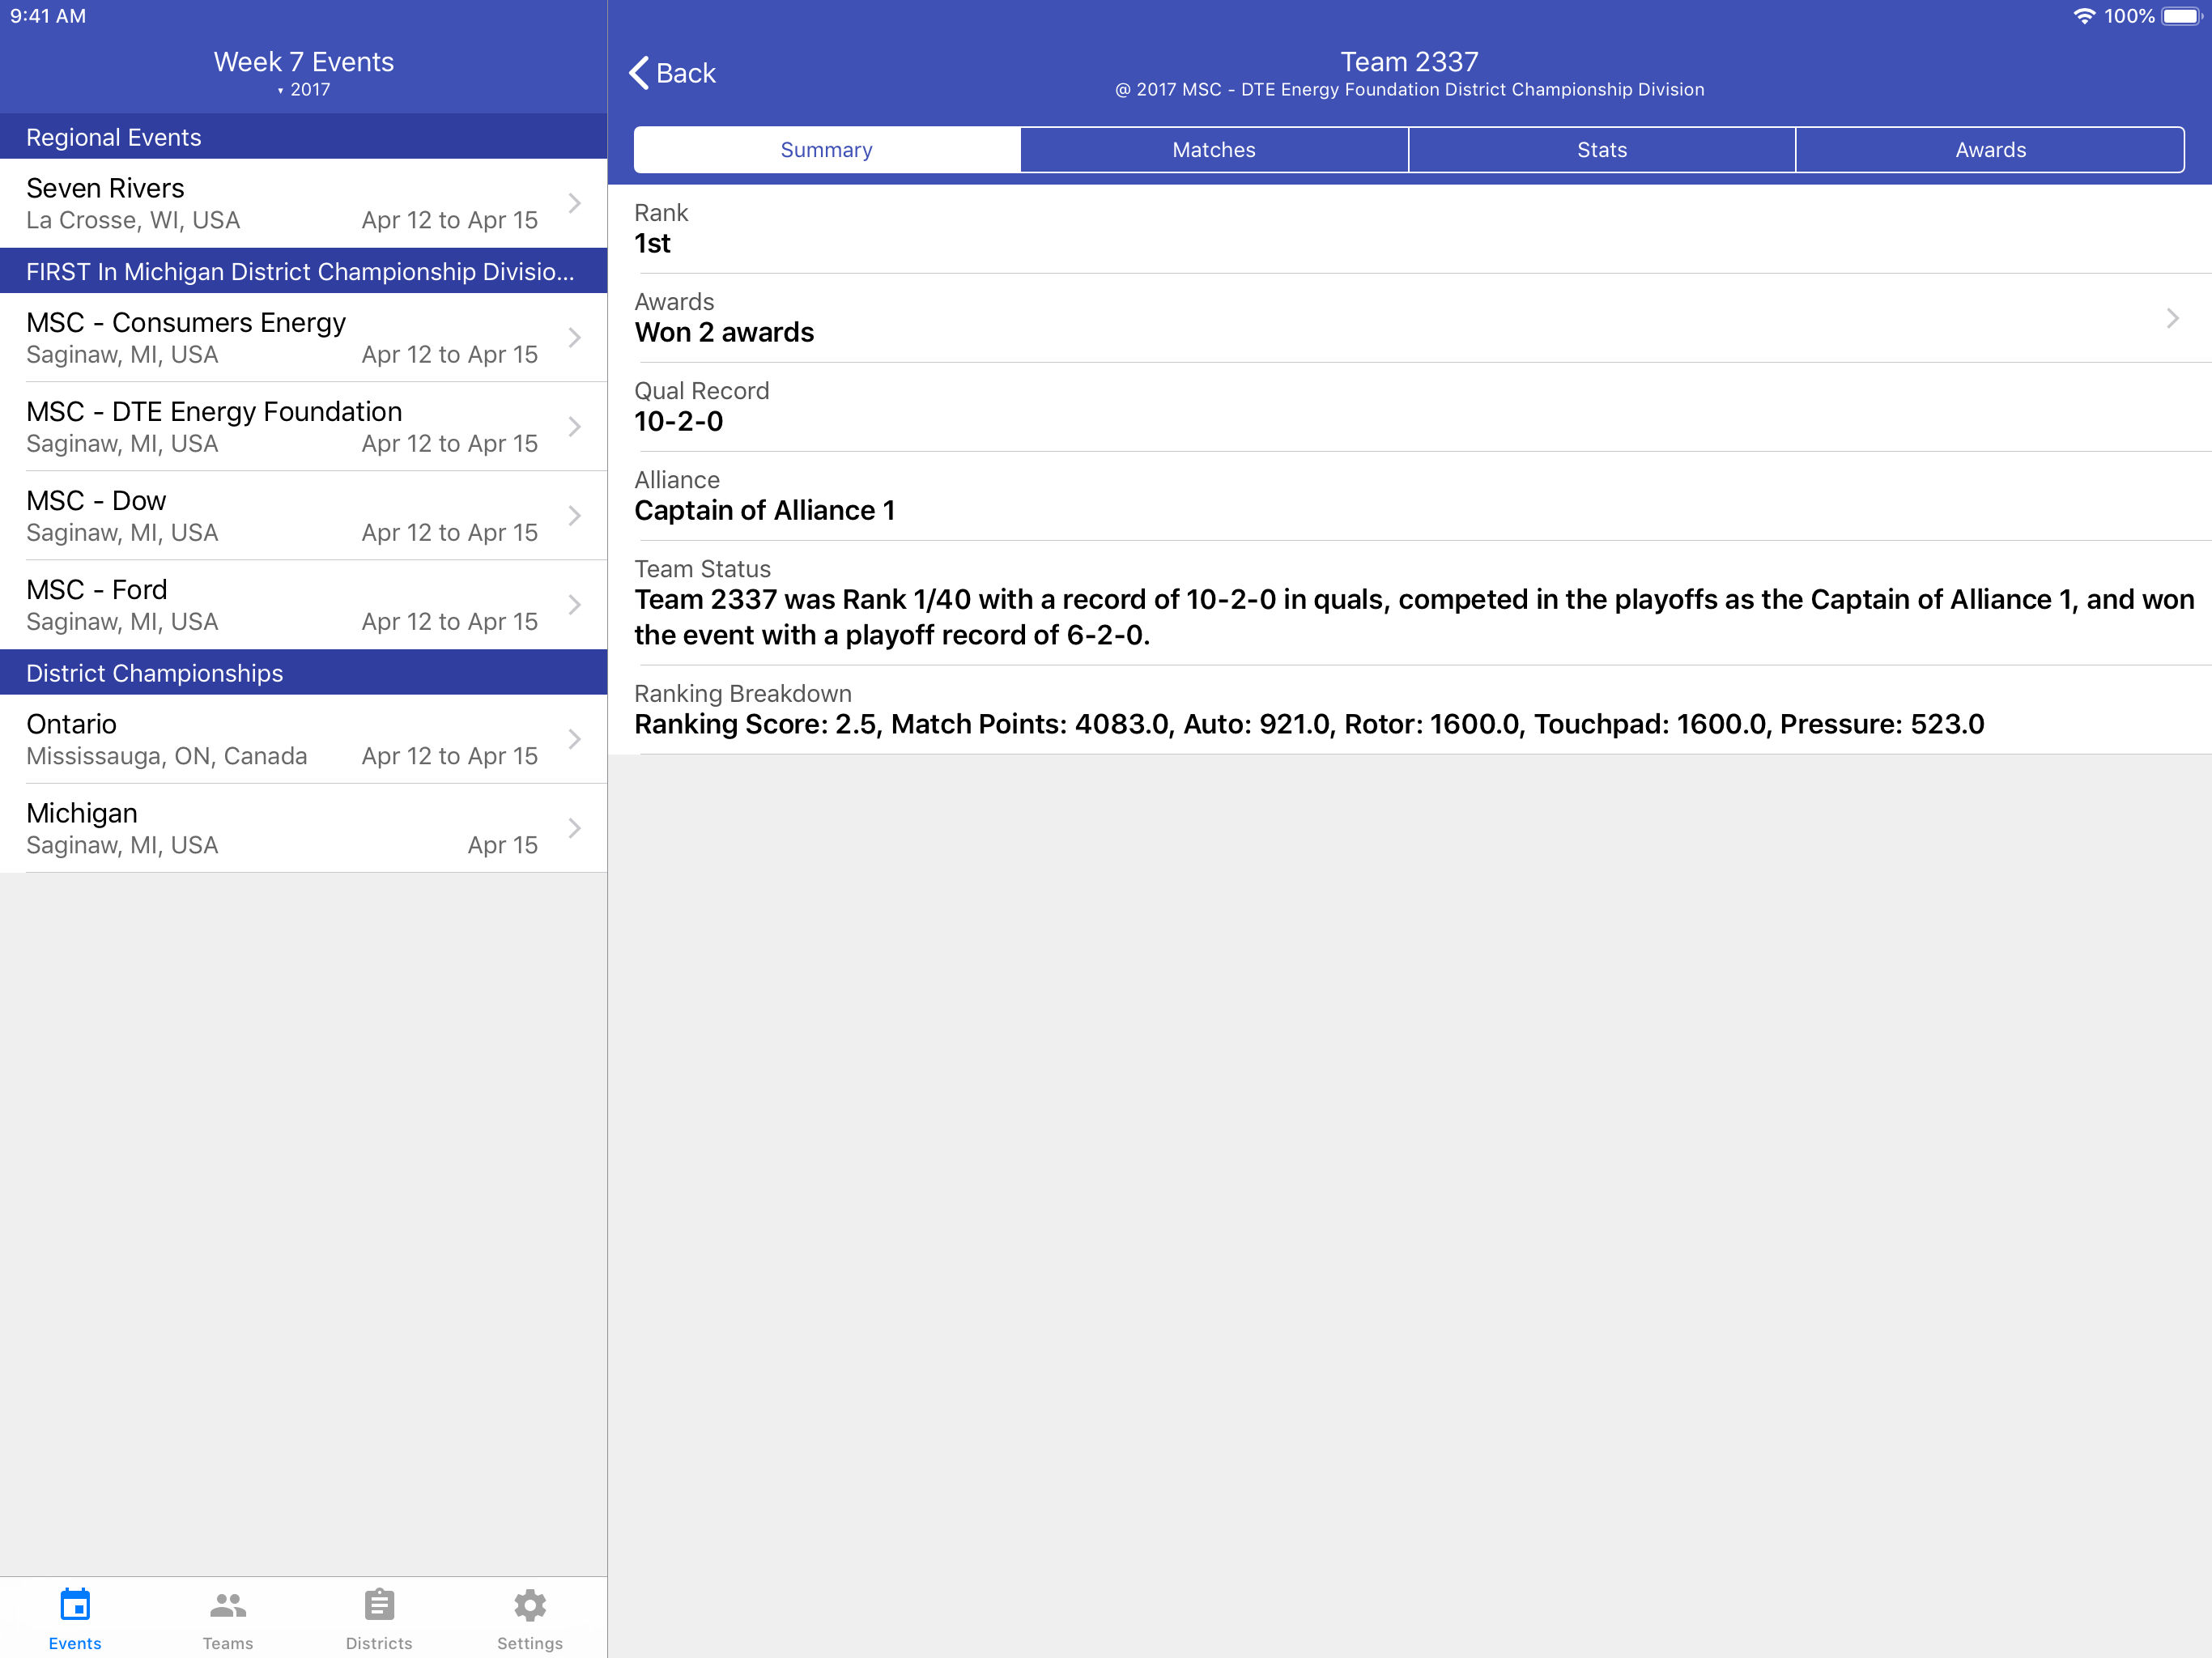 9:41 AM
100%
Week 7 Events
▾ 2017
Regional Events
Seven Rivers
La Crosse, WI, USA Apr 12 to Apr 15
FIRST In Michigan District Championship Divisio...
MSC - Consumers Energy
Saginaw, MI, USA Apr 12 to Apr 15
MSC - DTE Energy Foundation
Saginaw, MI, USA Apr 12 to Apr 15
MSC - Dow
Saginaw, MI, USA Apr 12 to Apr 15
MSC - Ford
Saginaw, MI, USA Apr 12 to Apr 15
District Championships
Ontario
Mississauga, ON, Canada Apr 12 to Apr 15
Michigan
Saginaw, MI, USA Apr 15
Events Teams Districts Settings
Back
Team 2337
@ 2017 MSC - DTE Energy Foundation District Championship Division
Summary Matches Stats Awards
Rank
1st
Awards
Won 2 awards
Qual Record
10-2-0
Alliance
Captain of Alliance 1
Team Status
Team 2337 was Rank 1/40 with a record of 10-2-0 in quals, competed in the playoffs as the Captain of Alliance 1, and won
the event with a playoff record of 6-2-0.
Ranking Breakdown
Ranking Score: 2.5, Match Points: 4083.0, Auto: 921.0, Rotor: 1600.0, Touchpad: 1600.0, Pressure: 523.0